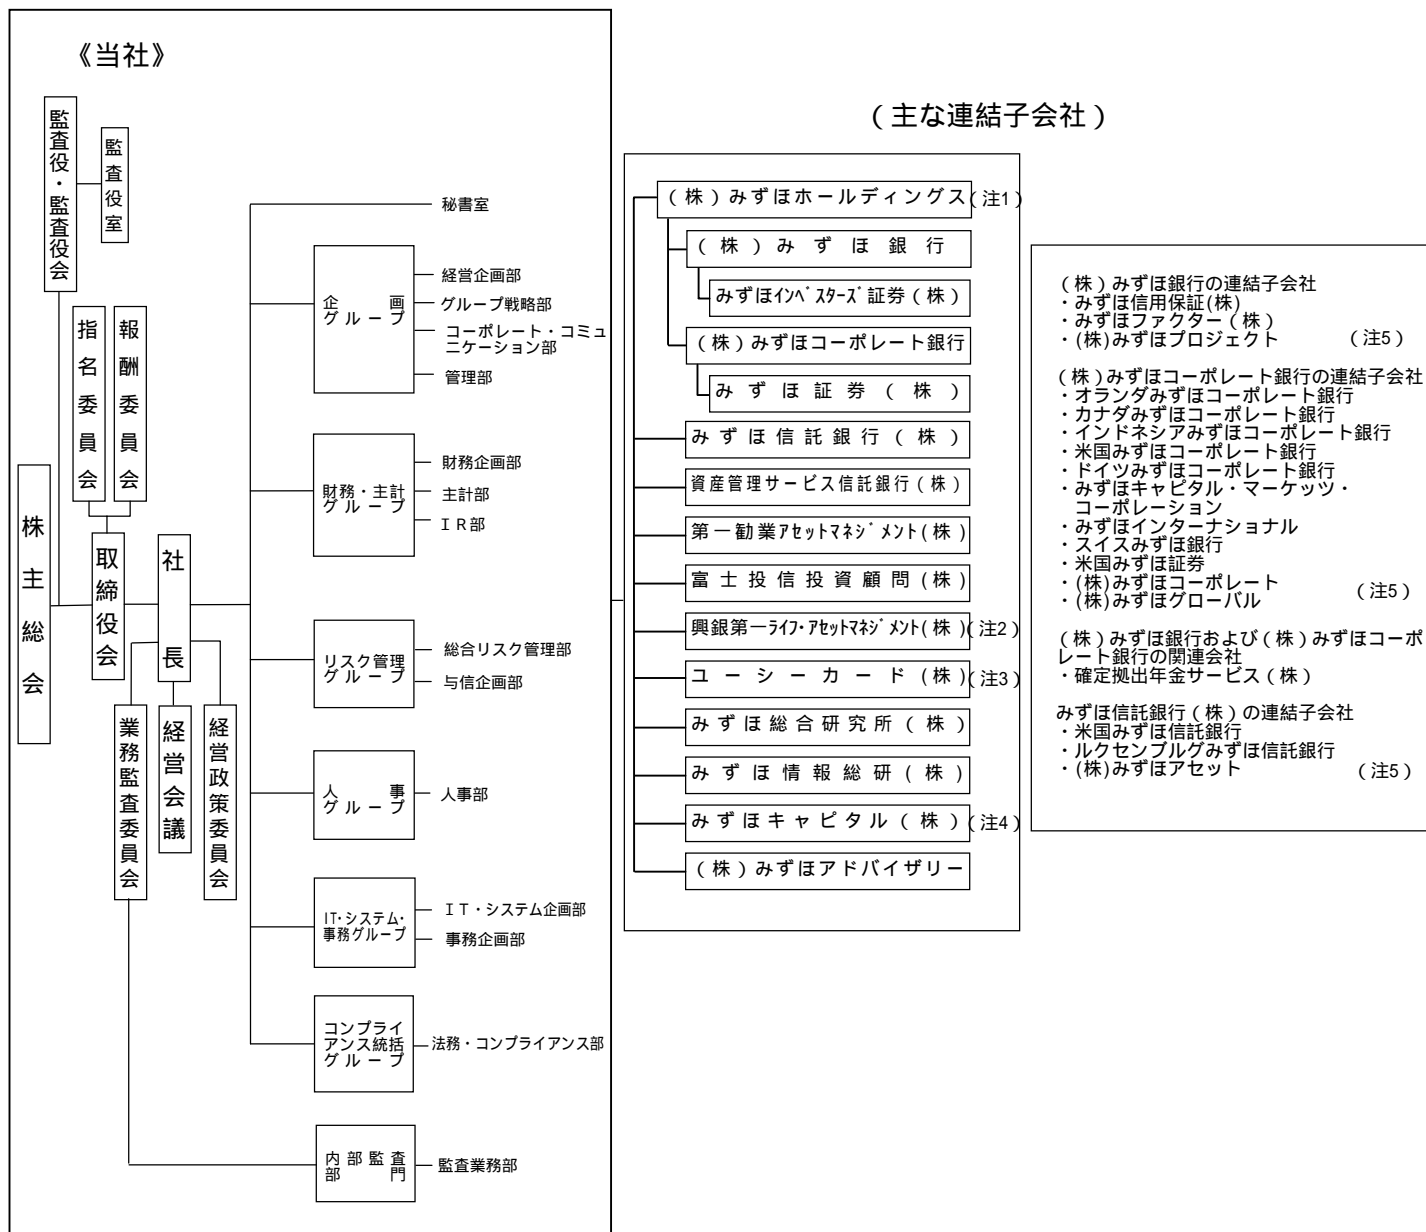 《当社》
監査役・監査役会
監査役室
指名委員会
報酬委員会
株主総会
取締役会
社長
業務監査委員会
経営会議
経営政策委員会
秘書室
企画
グループ
経営企画部
グループ戦略部
コーポレート・コミュ
ニケーション部
管理部
財務・主計
グループ
財務企画部
主計部
ＩＲ部
リスク管理
グループ
総合リスク管理部
与信企画部
人事
グループ
人事部
IT・システム・
事務グループ
ＩＴ・システム企画部
事務企画部
コンプライ
アンス統括
グループ
法務・コンプライアンス部
内部監査
部門
監査業務部
（主な連結子会社）
（株）みずほホールディングス（注1）
（株）みずほ銀行
みずほｲﾝﾍﾞｽﾀｰｽﾞ証券（株）
（株）みずほコーポレート銀行
みずほ証券（株）
みずほ信託銀行（株）
資産管理サービス信託銀行（株）
第一勧業ｱｾｯﾄﾏﾈｼﾞﾒﾝﾄ(株)
富士投信投資顧問（株）
興銀第一ﾗｲﾌ･ｱｾｯﾄﾏﾈｼﾞﾒﾝﾄ(株)（注2）
ユーシーカード（株）（注3）
みずほ総合研究所（株）
みずほ情報総研（株）
みずほキャピタル（株）（注4）
（株）みずほアドバイザリー
（株）みずほ銀行の連結子会社
・みずほ信用保証(株)
・みずほファクター（株）
・(株)みずほプロジェクト （注5）
（株）みずほコーポレート銀行の連結子会社
・オランダみずほコーポレート銀行
・カナダみずほコーポレート銀行
・インドネシアみずほコーポレート銀行
・米国みずほコーポレート銀行
・ドイツみずほコーポレート銀行
・みずほキャピタル・マーケッツ・
コーポレーション
・みずほインターナショナル
・スイスみずほ銀行
・米国みずほ証券
・(株)みずほコーポレート （注5）
・(株)みずほグローバル
（株）みずほ銀行および（株）みずほコーポ
レート銀行の関連会社
・確定拠出年金サービス（株）
みずほ信託銀行（株）の連結子会社
・米国みずほ信託銀行
・ルクセンブルグみずほ信託銀行
・(株)みずほアセット （注5）